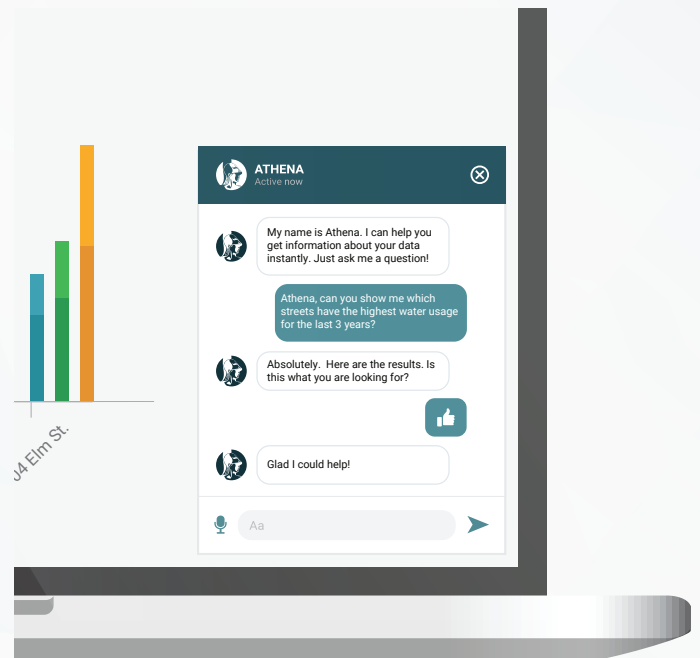 ATHENA
Active now
My name is Athena. I can help you
get information about your data
instantly. Just ask me a question!
Athena, can you show me which
streets have the highest water usage
for the last 3 years?
Absolutely.  Here are the results. Is
this what you are looking for?
Glad I could help!
Aa
04 Elm St.